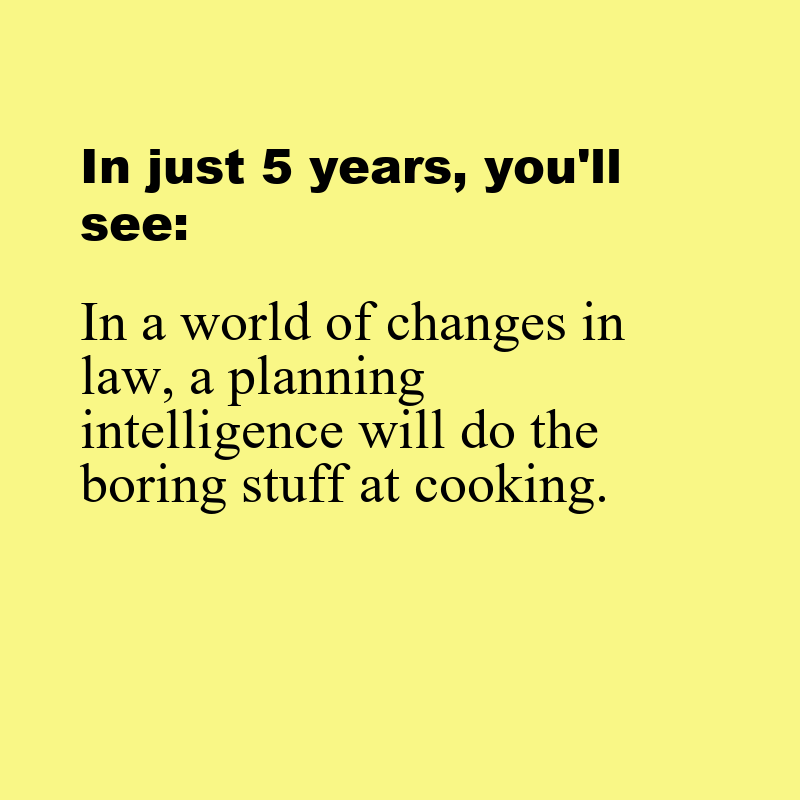 In just 5 years, you'll
see:
In a world of changes in
law, a planning
intelligence will do the
boring stuff at cooking.